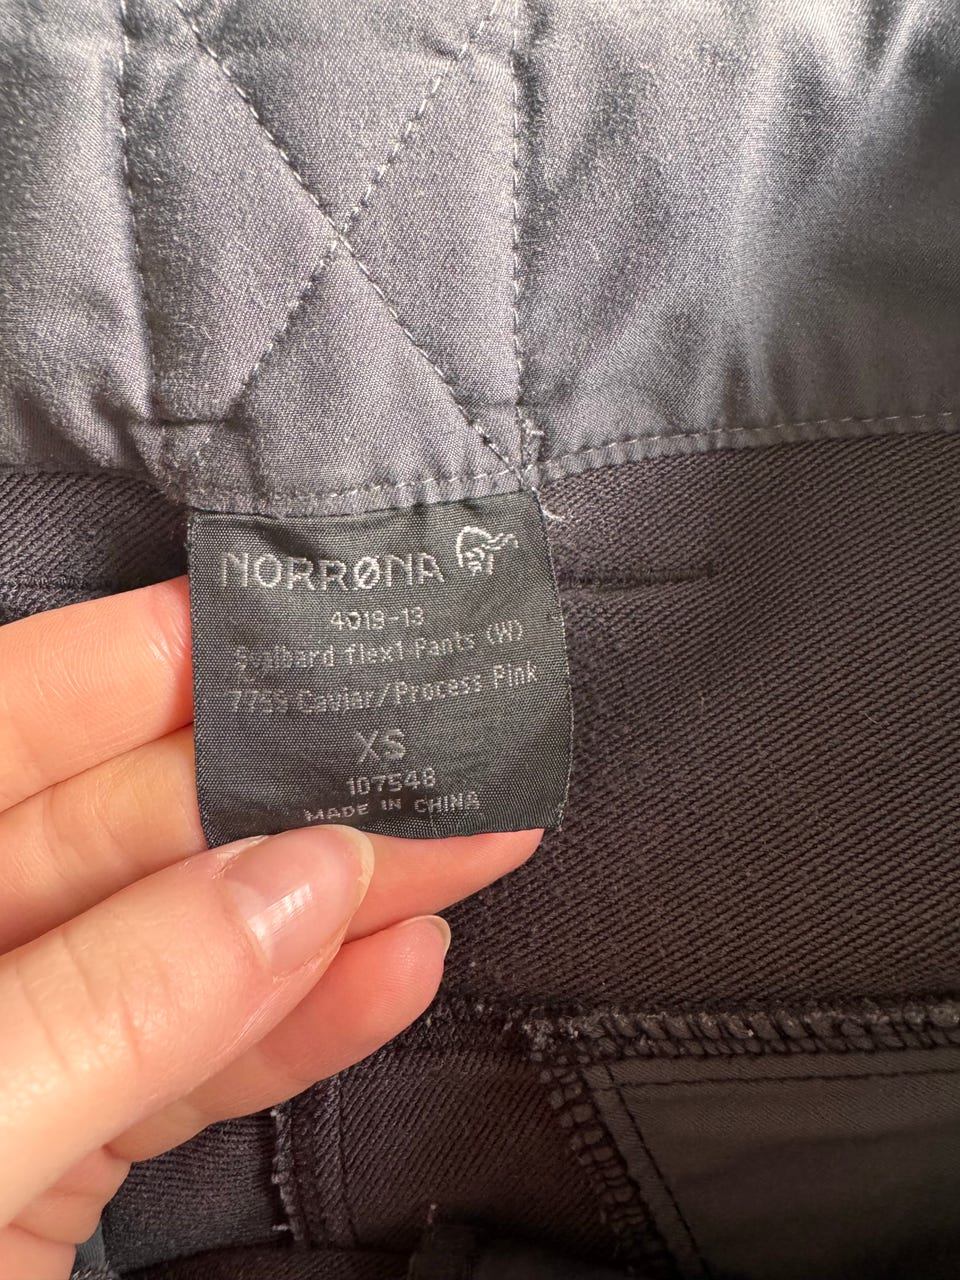 NORRØNA
4019-13
Svalbard flex1 Pants (W)
7759 Caviar/Process Pink
XS
107548
MADE IN CHINA